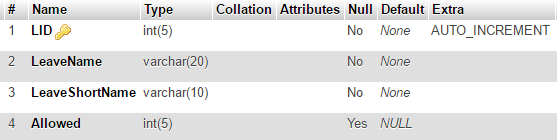 # Name Type Collation Attributes Null Default Extra
1 LID int(5) No None AUTO_INCREMENT
2 LeaveName varchar(20) No None
3 LeaveShortName varchar(10) No None
4 Allowed int(5) Yes NULL